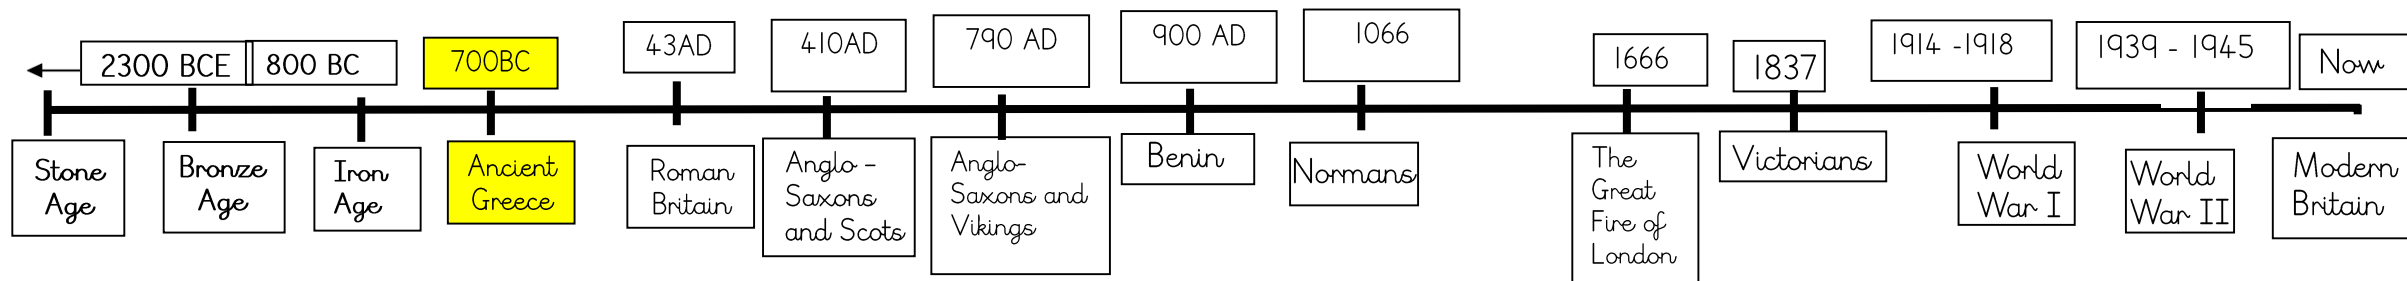 2300 BCE
800 BC
700BC
43AD
410AD
790 AD
900 AD
1066
1666
1837
1914 -1918
1939 - 1945
Now
Stone
Age
Bronze
Age
Iron
Age
Ancient
Greece
Roman
Britain
Anglo -
Saxons
and Scots
Anglo-
Saxons and
Vikings
Benin
Normans
The
Great
Fire of
London
Victorians
World
War I
World
War II
Modern
Britain